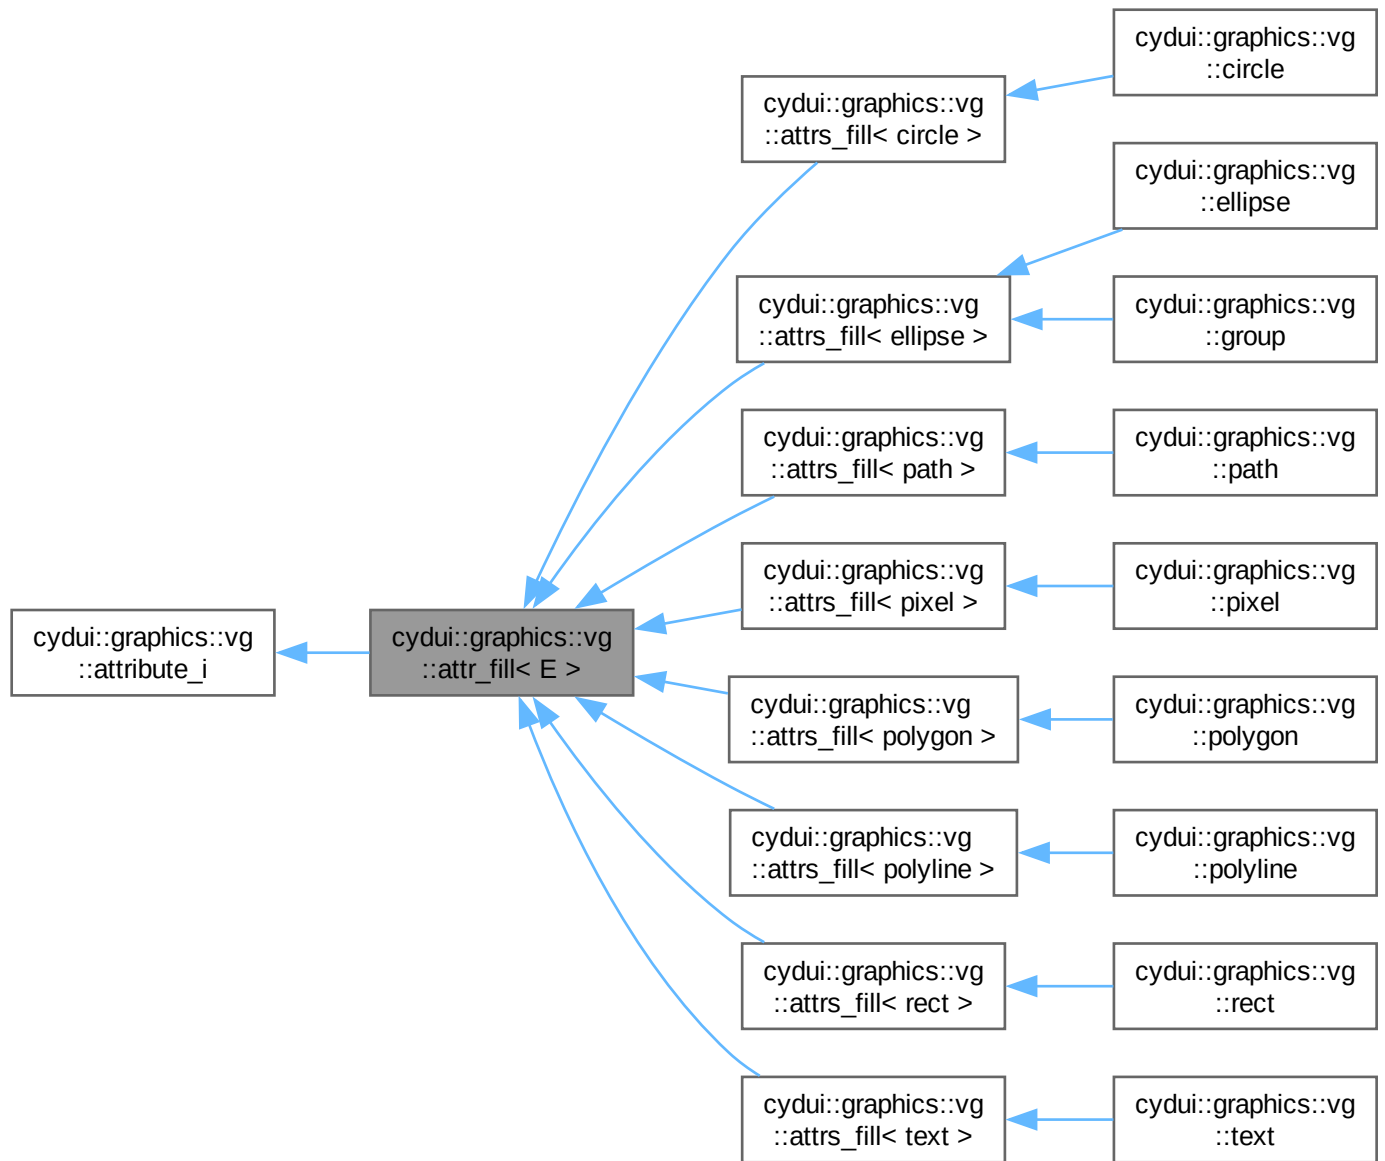 cydui::graphics::vg
::attribute_i
cydui::graphics::vg
::attr_fill< E >
cydui::graphics::vg
::attrs_fill< circle >
cydui::graphics::vg
::circle
cydui::graphics::vg
::attrs_fill< ellipse >
cydui::graphics::vg
::ellipse
cydui::graphics::vg
::group
cydui::graphics::vg
::attrs_fill< path >
cydui::graphics::vg
::path
cydui::graphics::vg
::attrs_fill< pixel >
cydui::graphics::vg
::pixel
cydui::graphics::vg
::attrs_fill< polygon >
cydui::graphics::vg
::polygon
cydui::graphics::vg
::attrs_fill< polyline >
cydui::graphics::vg
::polyline
cydui::graphics::vg
::attrs_fill< rect >
cydui::graphics::vg
::rect
cydui::graphics::vg
::attrs_fill< text >
cydui::graphics::vg
::text